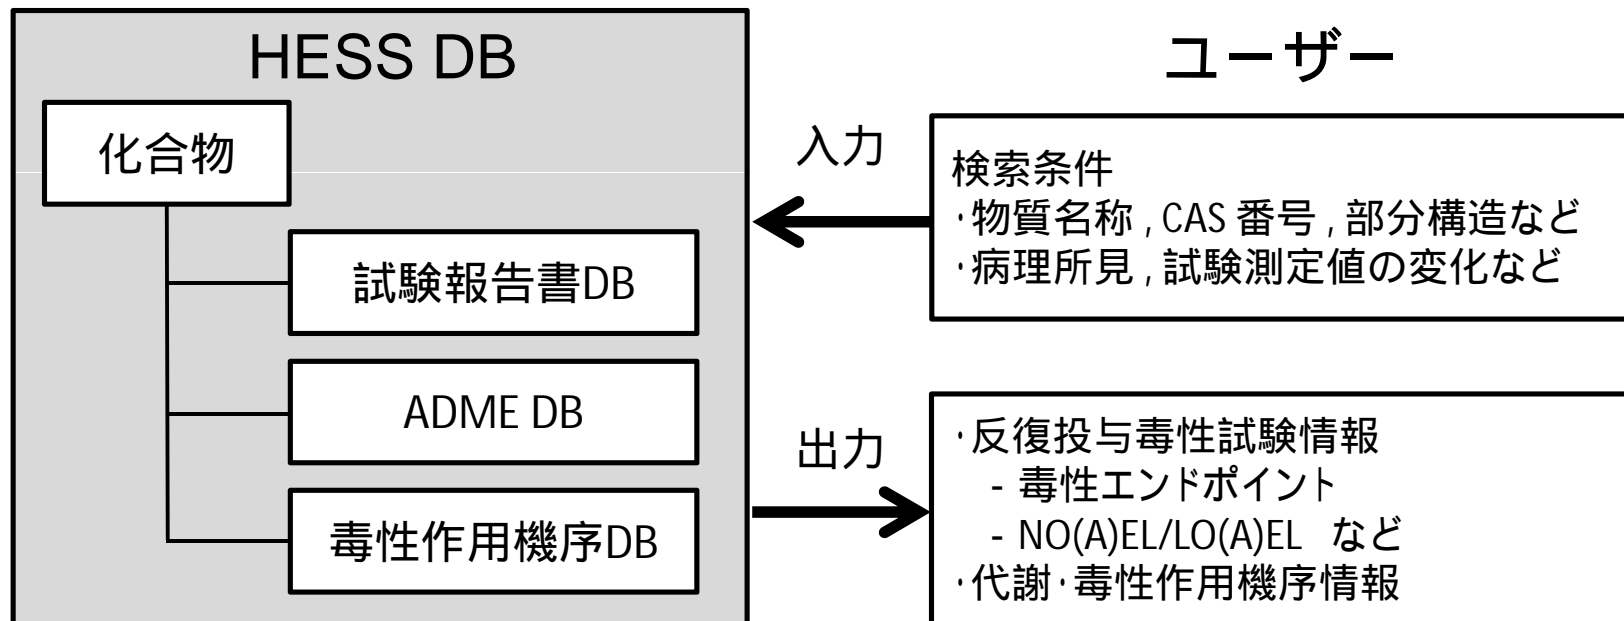 HESS DB
化合物
試験報告書DB
ADME DB
毒性作用機序DB
ユーザー
入力
検索条件
・物質名称 , CAS 番号 , 部分構造など
・病理所見 , 試験測定値の変化など
出力
・反復投与毒性試験情報
- 毒性エンドポイント
- NO(A)EL/LO(A)EL など
・代謝・毒性作用機序情報